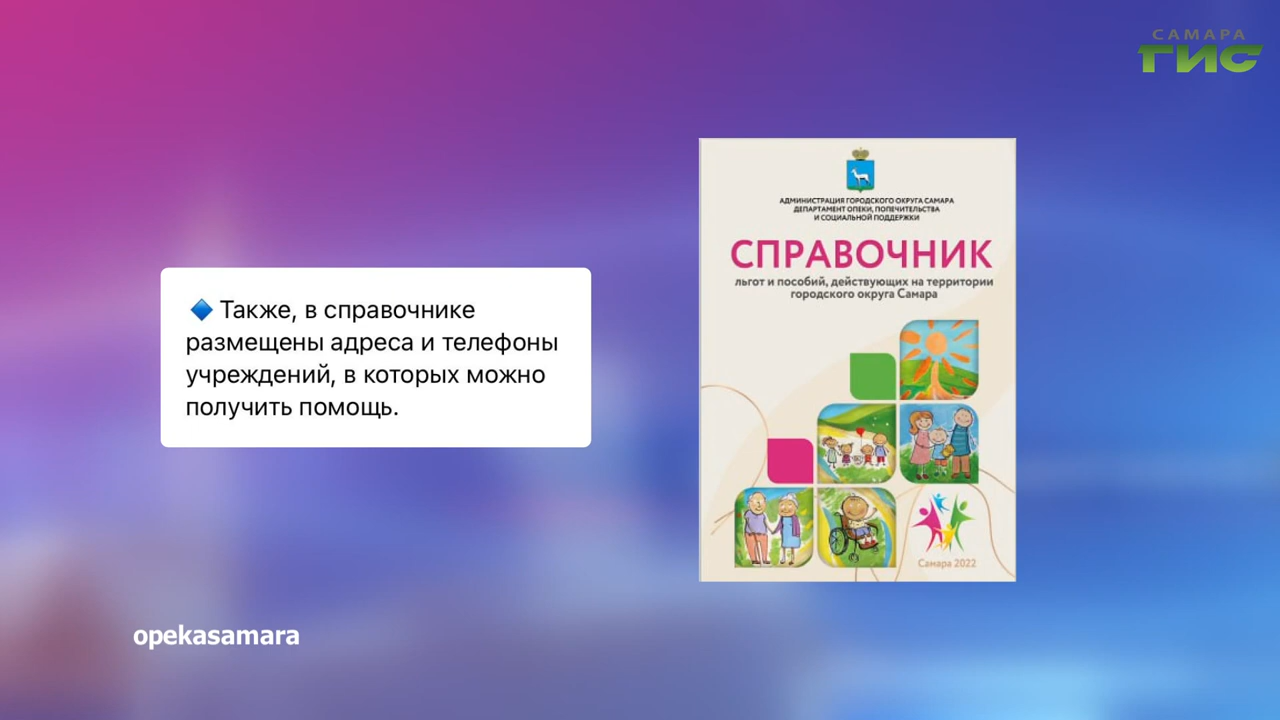 САМАРА
ГИС
🔷 Также, в справочнике
размещены адреса и телефоны
учреждений, в которых можно
получить помощь.
АДМИНИСТРАЦИЯ ГОРОДСКОГО ОКРУГА САМАРА
ДЕПАРТАМЕНТ ОПЕКИ, ПОПЕЧИТЕЛЬСТВА
И СОЦИАЛЬНОЙ ПОДДЕРЖКИ
СПРАВОЧНИК
льгот и пособий, действующих на территории
городского округа Самара
Самара 2022
opekasamara